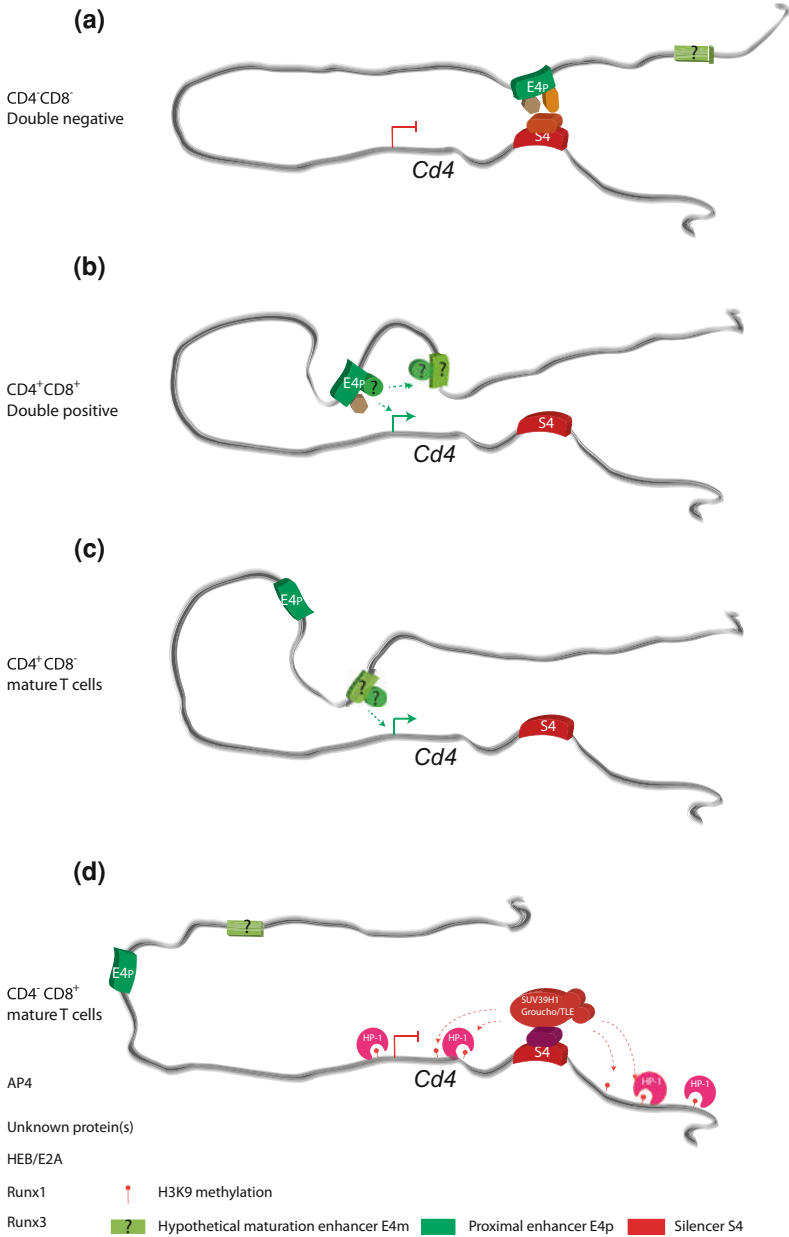 (a)
CD4-CD8-
Double negative
E4P
?
S4
Cd4
(b)
CD4+CD8+
Double positive
E4P
?
?
?
S4
Cd4
(c)
CD4+CD8-
mature T cells
E4P
?
?
S4
Cd4
(d)
CD4- CD8+
mature T cells
?
E4P
SUV39H1
Groucho/TLE
HP-1
HP-1
S4
Cd4
HP-1
HP-1
AP4
Unknown protein(s)
HEB/E2A
Runx1
H3K9 methylation
Runx3
? Hypothetical maturation enhancer E4m
Proximal enhancer E4p
Silencer S4